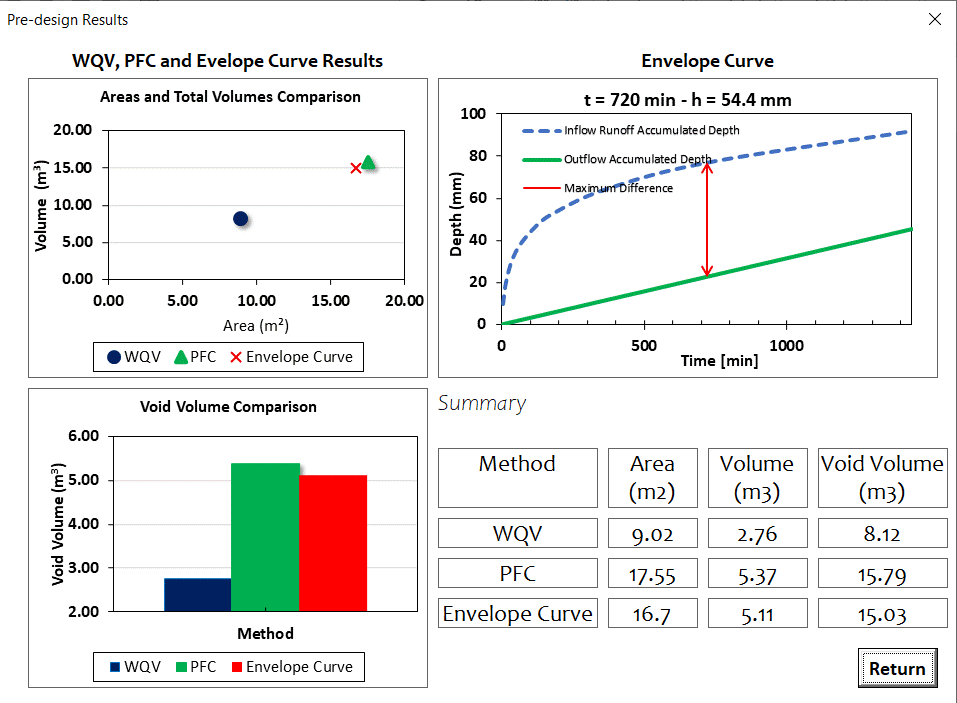 Pre-design Results
WQV, PFC and Evelope Curve Results
Areas and Total Volumes Comparison
20.00
15.00
10.00
5.00
0.00
Volume (m³)
0.00 5.00 10.00 15.00 20.00
Area (m²)
WQV PFC Envelope Curve
Envelope Curve
t = 720 min - h = 54.4 mm
100
80
60
40
20
0
Depth (mm)
Inflow Runoff Accumulated Depth
Outflow Accumulated Depth
Maximum Difference
0 500 1000
Time [min]
Void Volume Comparison
6.00
5.00
4.00
3.00
2.00
Void Volume (m³)
Method
WQV PFC Envelope Curve
Summary
Method Area (m2) Volume (m3) Void Volume (m3)
WQV 9.02 2.76 8.12
PFC 17.55 5.37 15.79
Envelope Curve 16.7 5.11 15.03
Return